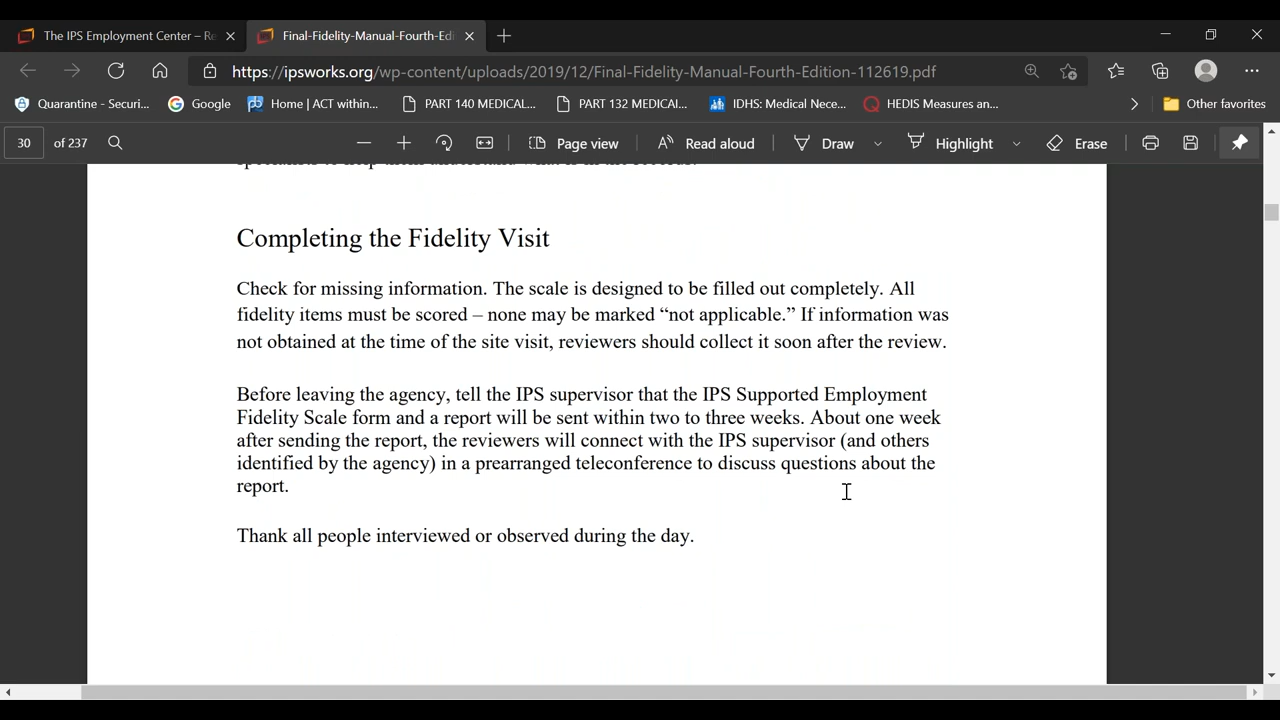 The IPS Employment Center – Re
Final-Fidelity-Manual-Fourth-Edi
https://ipsworks.org/wp-content/uploads/2019/12/Final-Fidelity-Manual-Fourth-Edition-112619.pdf
Quarantine - Securi...
Google
Home | ACT within...
PART 140 MEDICAL...
PART 132 MEDICAI...
IDHS: Medical Nece...
HEDIS Measures an...
Other favorites
30 of 237
Page view
Read aloud
Draw
Highlight
Erase
Completing the Fidelity Visit
Check for missing information. The scale is designed to be filled out completely. All
fidelity items must be scored – none may be marked “not applicable.” If information was
not obtained at the time of the site visit, reviewers should collect it soon after the review.
Before leaving the agency, tell the IPS supervisor that the IPS Supported Employment
Fidelity Scale form and a report will be sent within two to three weeks. About one week
after sending the report, the reviewers will connect with the IPS supervisor (and others
identified by the agency) in a prearranged teleconference to discuss questions about the
report.
Thank all people interviewed or observed during the day.